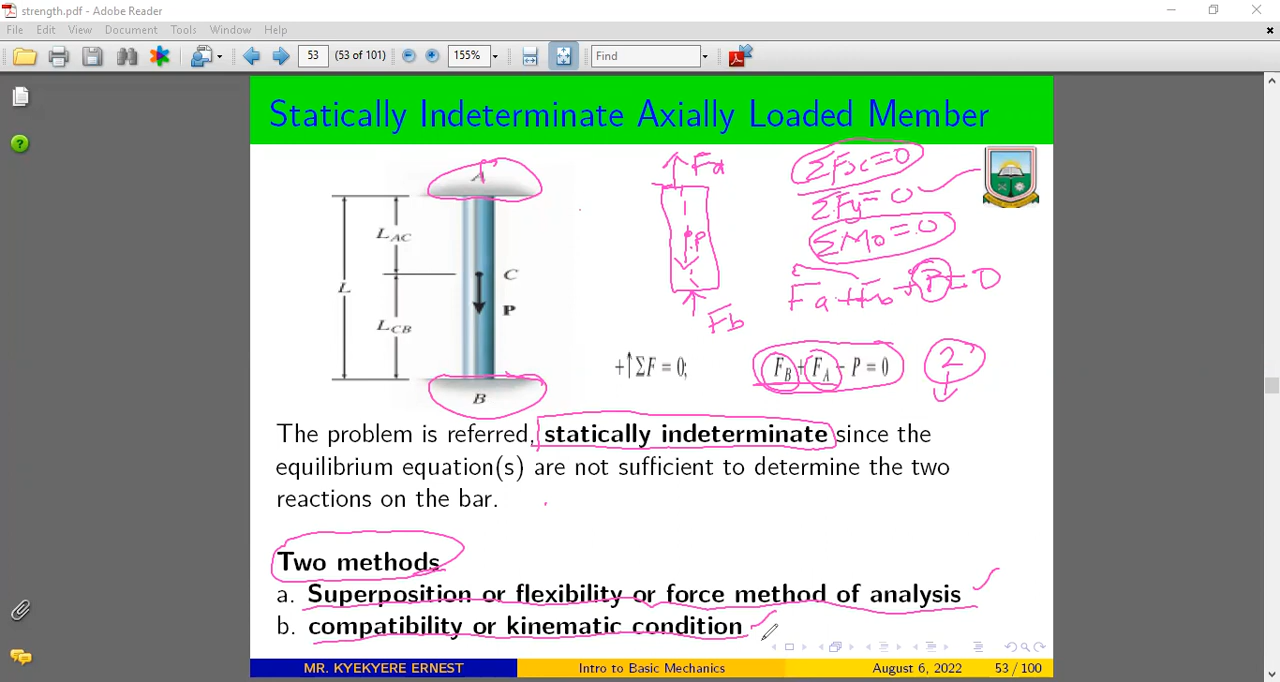 strength.pdf - Adobe Reader
File Edit View Document Tools Window Help
53 (53 of 101) 155% Find
Statically Indeterminate Axially Loaded Member
A
L_AC
C
L
P
L_CB
B
Fa
P
Fb
ΣFx=0
ΣFy=0
ΣMo=0
Fa+Fb+P=0
+↑ΣF = 0;
F_B + F_A − P = 0
2
The problem is referred, statically indeterminate since the
equilibrium equation(s) are not sufficient to determine the two
reactions on the bar.
Two methods
a. Superposition or flexibility or force method of analysis
b. compatibility or kinematic condition
MR. KYEKYERE ERNEST Intro to Basic Mechanics August 6, 2022 53 / 100